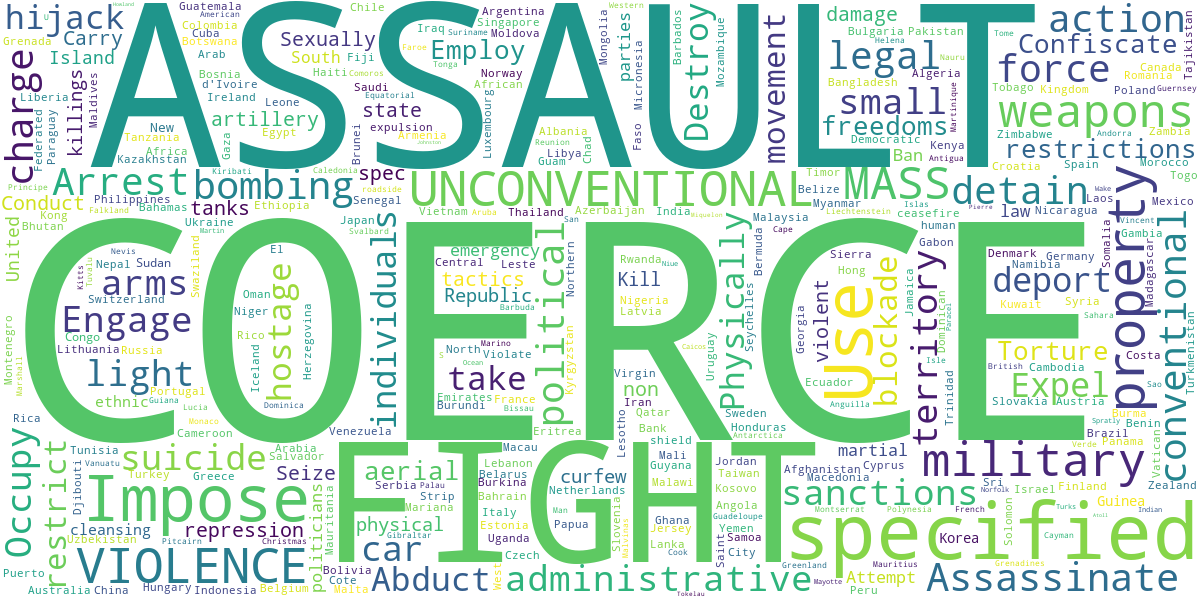 ASSAULT
COERCE
FIGHT
UNCONVENTIONAL
MASS
VIOLENCE
Impose
specified
hijack
Guatemala
American
Colombia
Cuba
Botswana
Arab
Grenada
Carry
Island
charge
Federated
Paraguay
killings
Maldives
Liberia
Bosnia
d'Ivoire
Ireland
Leone
artillery
Egypt
Tanzania
New
Africa
Kazakhstan
Gaza
Kiribati
Chile
Sexually
South
Fiji
Haiti
Comoros
Saudi
Equatorial
state
expulsion
Armenia
Johnston
Brunei
Caledonia
roadside
spec
Iraq
Employ
Faroe
Tonga
Suriname
Norway
African
Luxembourg
Argentina
Singapore
Moldova
Albania
Reunion
Libya
Guam
Chad
Faso
Micronesia
Mongolia
Western
parties
Destroy
Barbados
Mozambique
movement
damage
Bulgaria
Pakistan
Helena
legal
Nauru
Bangladesh
Algeria
small
Martinique
freedoms
Democratic
Kenya
Ban
Antigua
Tome
action
Confiscate
Tajikistan
force
Canada
Romania
Tobago
Kingdom
Poland
Guernsey
weapons
Zimbabwe
Andorra
Zambia
restrictions
Croatia
Spain
Morocco
Togo
Principe
Arrest
bombing
Conduct
Philippines
Kong
Bahamas
tanks
Ethiopia
Senegal
Falkland
Bhutan
Ukraine
Martin
Japan
Svalbard
Vietnam
Aruba
Thailand
San
Azerbaijan
India
Timor
Belize
Myanmar
Liechtenstein
Islas
ceasefire
detain
Wake
Laos
Pierre
law
Nicaragua
Mexico
Vincent
Gambia
human
property
United
Nevis
Nepal
Sudan
Kitts
Tuvalu
arms
Switzerland
Swaziland
Engage
Congo
Lithuania
Russia
light
Portugal
ethnic
Guiana
Lucia
Monaco
Cameroon
Montenegro
Marshall
El
Oman
Niger
Rico
Iceland
hostage
Herzegovina
Dominica
individuals
Venezuela
emergency
Central
Leste
tactics
Republic
Barbuda
Marino
North
Violate
S
Ocean
take
Emirates
France
Burundi
Bissau
Eritrea
political
Northern
Kyrgyzstan
Rwanda
Niue
Kill
Nigeria
Latvia
Caicos
Virgin
non
Iran
Qatar
Bank
Lesotho
Uruguay
Physically
Miquelon
Seychelles
Bermuda
Malaysia
Cape
Sweden
Honduras
Antarctica
Georgia
violent
Sierra
Hong
Use
blockade
Ecuador
Anguilla
Gabon
Jamaica
territory
Dominican
Paracel
Isle
Trinidad
Denmark
Germany
Namibia
Somalia
Madagascar
deport
Kuwait
Syria
Sahara
Torture
Costa
British
Cambodia
Expel
Slovakia
Austria
Sao
Burma
Spratly
Benin
Brazil
Panama
Verde
Vatican
conventional
Turkmenistan
Occupy
Rica
restrict
Tunisia
Vanuatu
Djibouti
suicide
Arabia
Salvador
Turkey
Greece
Seize
cleansing
repression
Uzbekistan
Pitcairn
Christmas
politicians
Mauritania
Puerto
Australia
China
Hungary
Indonesia
Belgium
Bolivia
Cote
Malta
Macau
aerial
Lebanon
Belarus
Serbia
Palau
Burkina
Strip
Bahrain
Mariana
physical
Italy
Gibraltar
Estonia
Uganda
car
Czech
West
Abduct
administrative
Tokelau
curfew
Netherlands
Man
Papua
Slovenia
Malvinas
shield
Mali
Guyana
Malawi
Ghana
Jersey
Lanka
Cook
Jordan
Taiwan
Kosovo
Angola
Guadeloupe
Yemen
Samoa
Saint
City
Greenland
Mayotte
martial
Afghanistan
Cyprus
Macedonia
sanctions
Montserrat
Polynesia
military
Sri
Norfolk
Israel
Finland
French
Solomon
Guinea
Turks
Indian
Atoll
Korea
Cayman
Zealand
Mauritius
Grenadines
Attempt
Peru
Assassinate